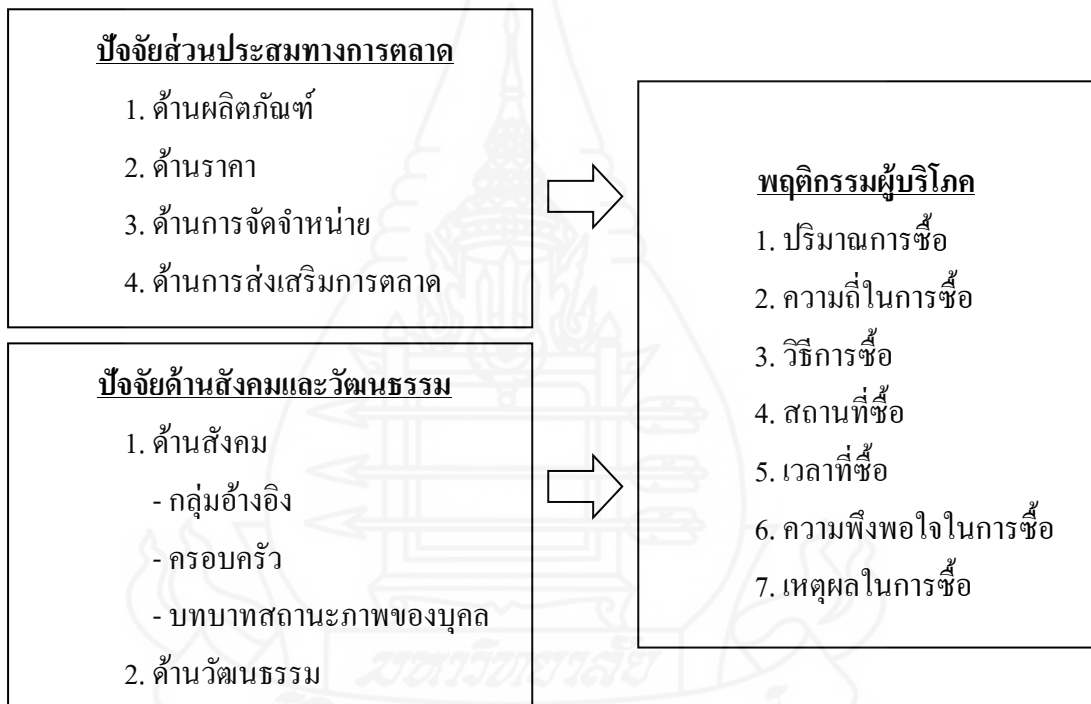 ปัจจัยส่วนประสมทางการตลาด
1. ด้านผลิตภัณฑ์
2. ด้านราคา
3. ด้านการจัดจำหน่าย
4. ด้านการส่งเสริมการตลาด
ปัจจัยด้านสังคมและวัฒนธรรม
1. ด้านสังคม
- กลุ่มอ้างอิง
- ครอบครัว
- บทบาทสถานะภาพของบุคล
2. ด้านวัฒนธรรม
พฤติกรรมผู้บริโภค
1. ปริมาณการซื้อ
2. ความถี่ในการซื้อ
3. วิธีการซื้อ
4. สถานที่ซื้อ
5. เวลาที่ซื้อ
6. ความพึงพอใจในการซื้อ
7. เหตุผลในการซื้อ
มหาวิทยาลัย